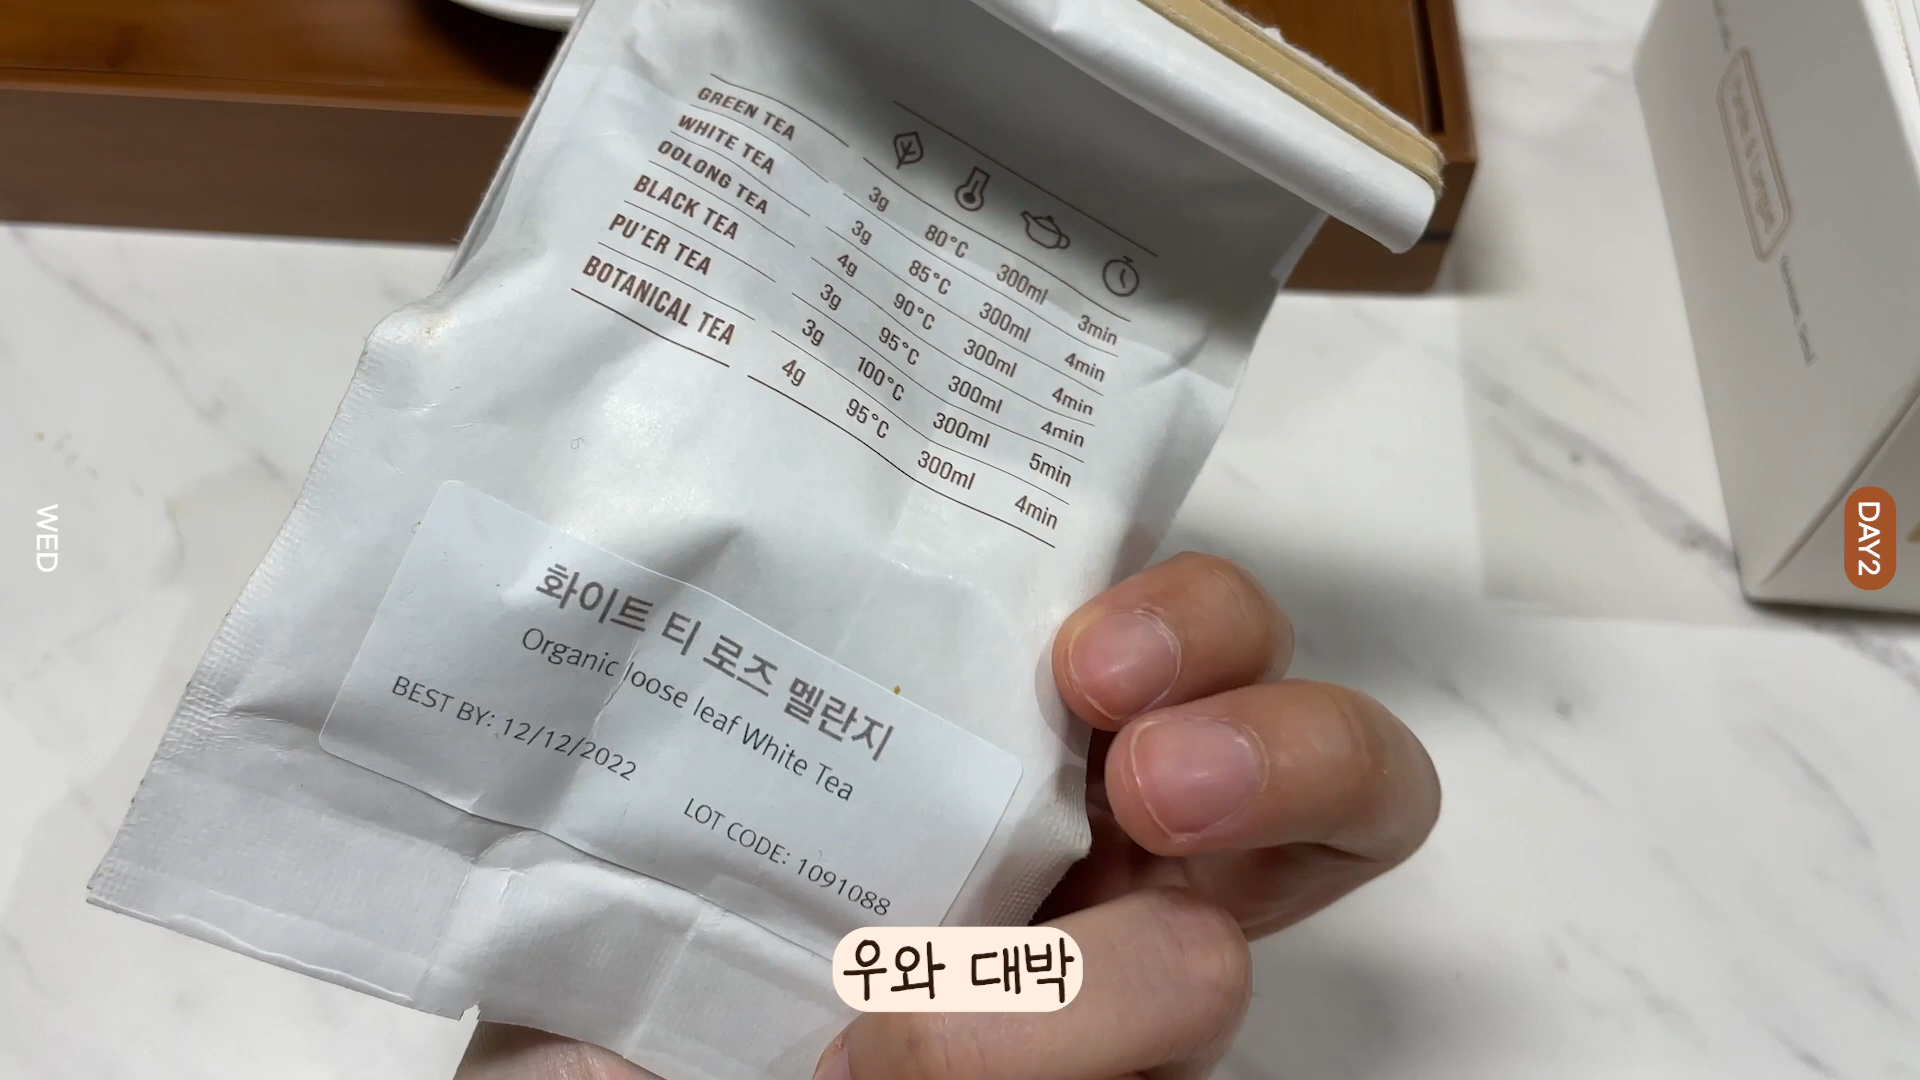 GREEN TEA 3g 80°C 300ml 3min
WHITE TEA 3g 85°C 300ml 4min
OOLONG TEA 4g 90°C 300ml 4min
BLACK TEA 3g 95°C 300ml 4min
PU'ER TEA 3g 100°C 300ml 5min
BOTANICAL TEA 4g 95°C 300ml 4min
화이트 티 로즈 멜란지
Organic loose leaf White Tea
BEST BY: 12/12/2022
LOT CODE: 1091088
WED
DAY2
우와 대박